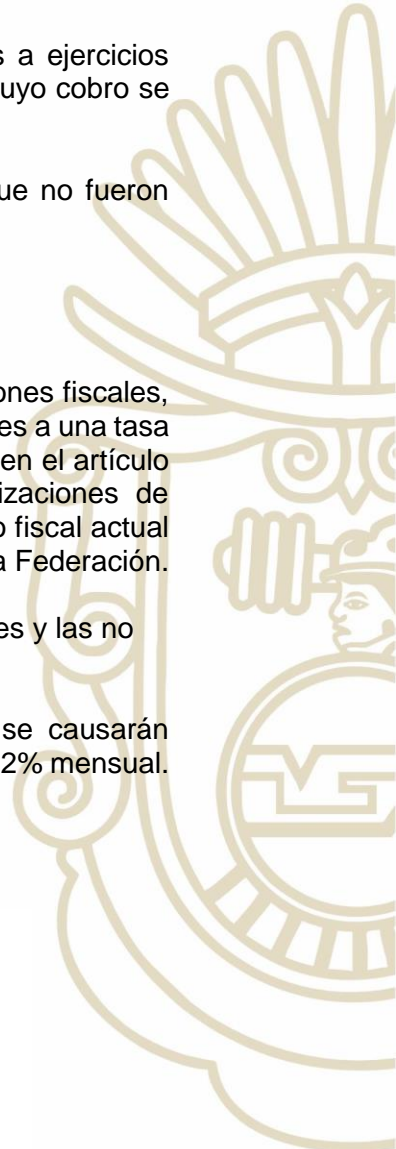 s a ejercicios
uyo cobro se
ue no fueron
ones fiscales,
es a una tasa
en el artículo
izaciones de
o fiscal actual
a Federación.
es y las no
se causarán
2% mensual.